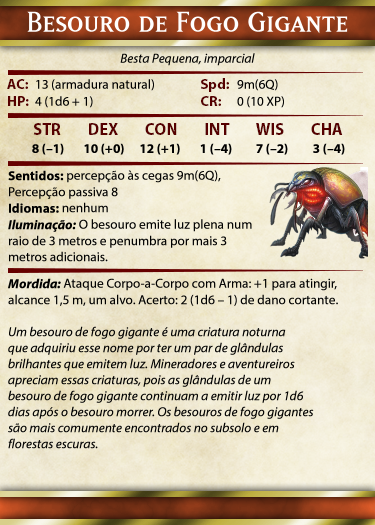 Besouro de Fogo Gigante
Besta Pequena, imparcial
AC: 13 (armadura natural) Spd: 9m(6Q)
HP: 4 (1d6 + 1) CR: 0 (10 XP)
STR DEX CON INT WIS CHA
8 (–1) 10 (+0) 12 (+1) 1 (–4) 7 (–2) 3 (–4)
Sentidos: percepção às cegas 9m(6Q),
Percepção passiva 8
Idiomas: nenhum
Iluminação: O besouro emite luz plena num
raio de 3 metros e penumbra por mais 3
metros adicionais.
Mordida: Ataque Corpo-a-Corpo com Arma: +1 para atingir,
alcance 1,5 m, um alvo. Acerto: 2 (1d6 – 1) de dano cortante.
Um besouro de fogo gigante é uma criatura noturna
que adquiriu esse nome por ter um par de glândulas
brilhantes que emitem luz. Mineradores e aventureiros
apreciam essas criaturas, pois as glândulas de um
besouro de fogo gigante continuam a emitir luz por 1d6
dias após o besouro morrer. Os besouros de fogo gigantes
são mais comumente encontrados no subsolo e em
florestas escuras.